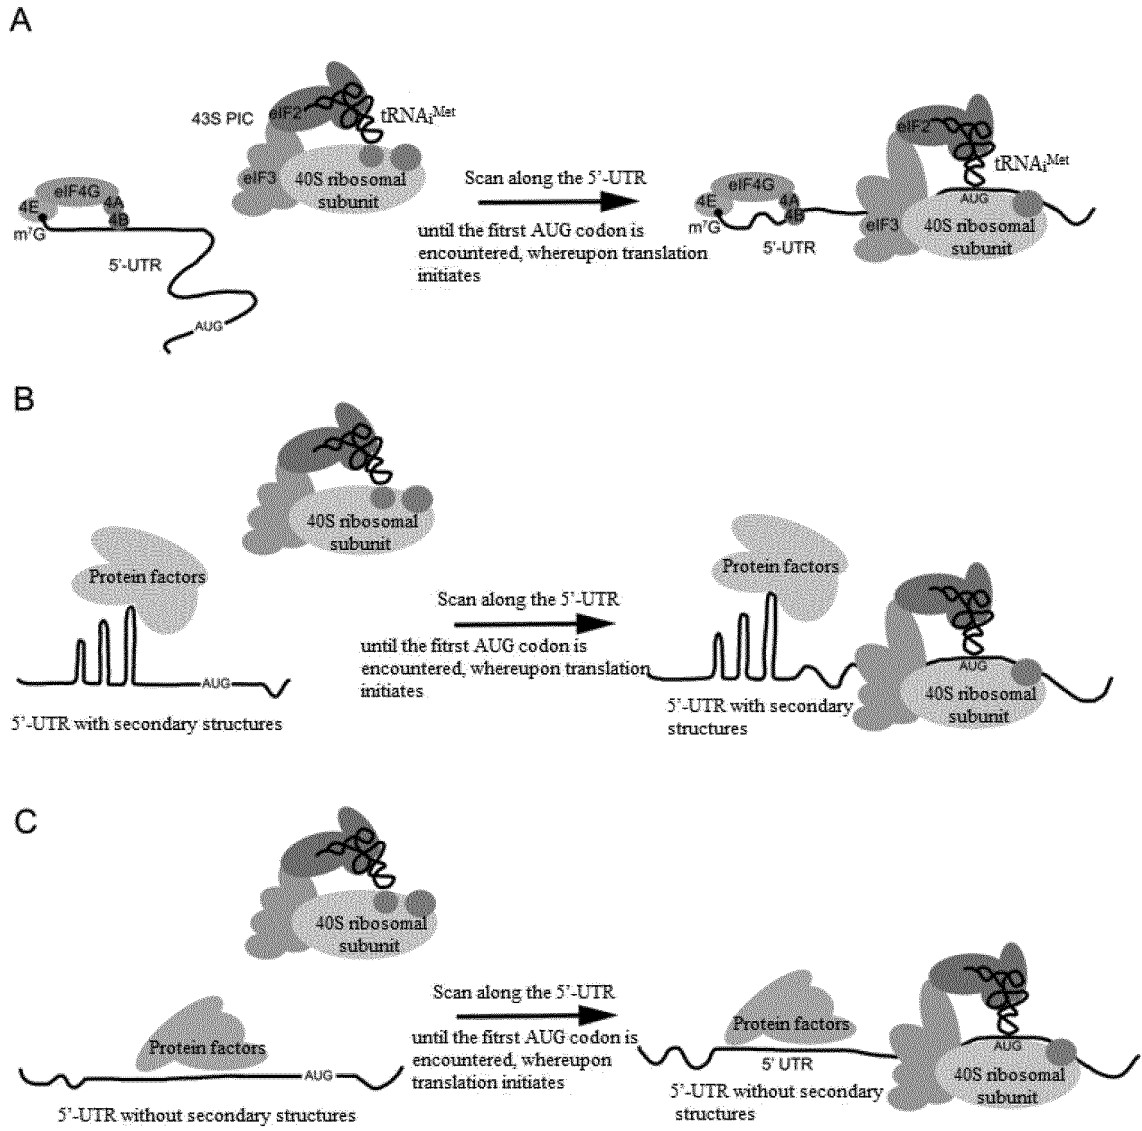 A
43S PIC
eIF2
tRNAiMet
eIF3
40S ribosomal
subunit
eIF4G
4E
4A
4B
m7G
5'-UTR
AUG
Scan along the 5'-UTR
until the fitrst AUG codon is
encountered, whereupon translation
initiates
eIF2
tRNAiMet
eIF4G
4E
4A
4B
m7G
5'-UTR
eIF3
AUG
40S ribosomal
subunit
B
40S ribosomal
subunit
Protein factors
AUG
5'-UTR with secondary structures
Scan along the 5'-UTR
until the fitrst AUG codon is
encountered, whereupon translation
initiates
Protein factors
AUG
40S ribosomal
subunit
5'-UTR with secondary
structures
C
40S ribosomal
subunit
Protein factors
AUG
5'-UTR without secondary structures
Scan along the 5'-UTR
until the fitrst AUG codon is
encountered, whereupon
translation initiates
Protein factors
5' UTR
AUG
40S ribosomal
subunit
5'-UTR without secondary
structures